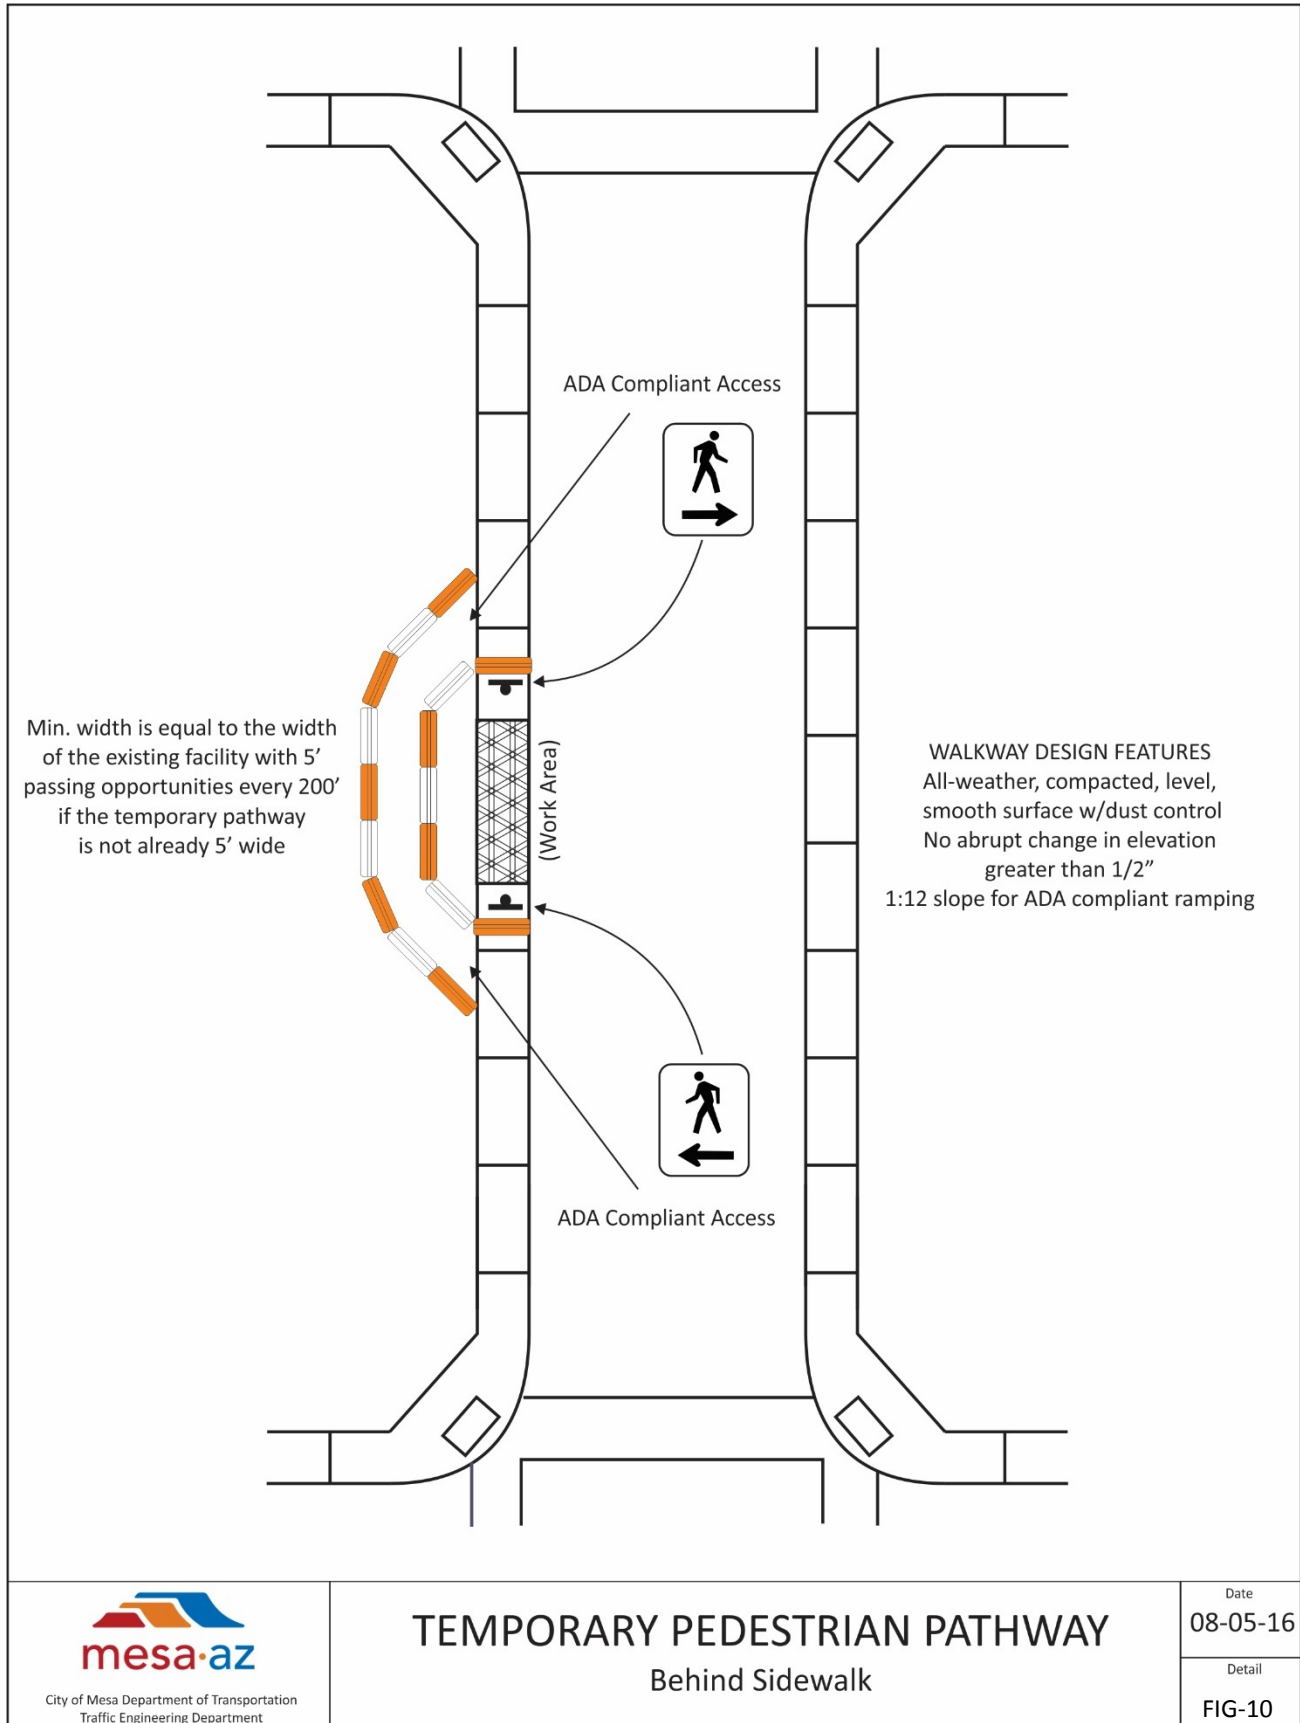 ADA Compliant Access
Min. width is equal to the width
of the existing facility with 5’
passing opportunities every 200’
if the temporary pathway
is not already 5’ wide
(Work Area)
WALKWAY DESIGN FEATURES
All-weather, compacted, level,
smooth surface w/dust control
No abrupt change in elevation
greater than 1/2”
1:12 slope for ADA compliant ramping
ADA Compliant Access
mesa·az
City of Mesa Department of Transportation
Traffic Engineering Department
TEMPORARY PEDESTRIAN PATHWAY
Behind Sidewalk
Date
08-05-16
Detail
FIG-10